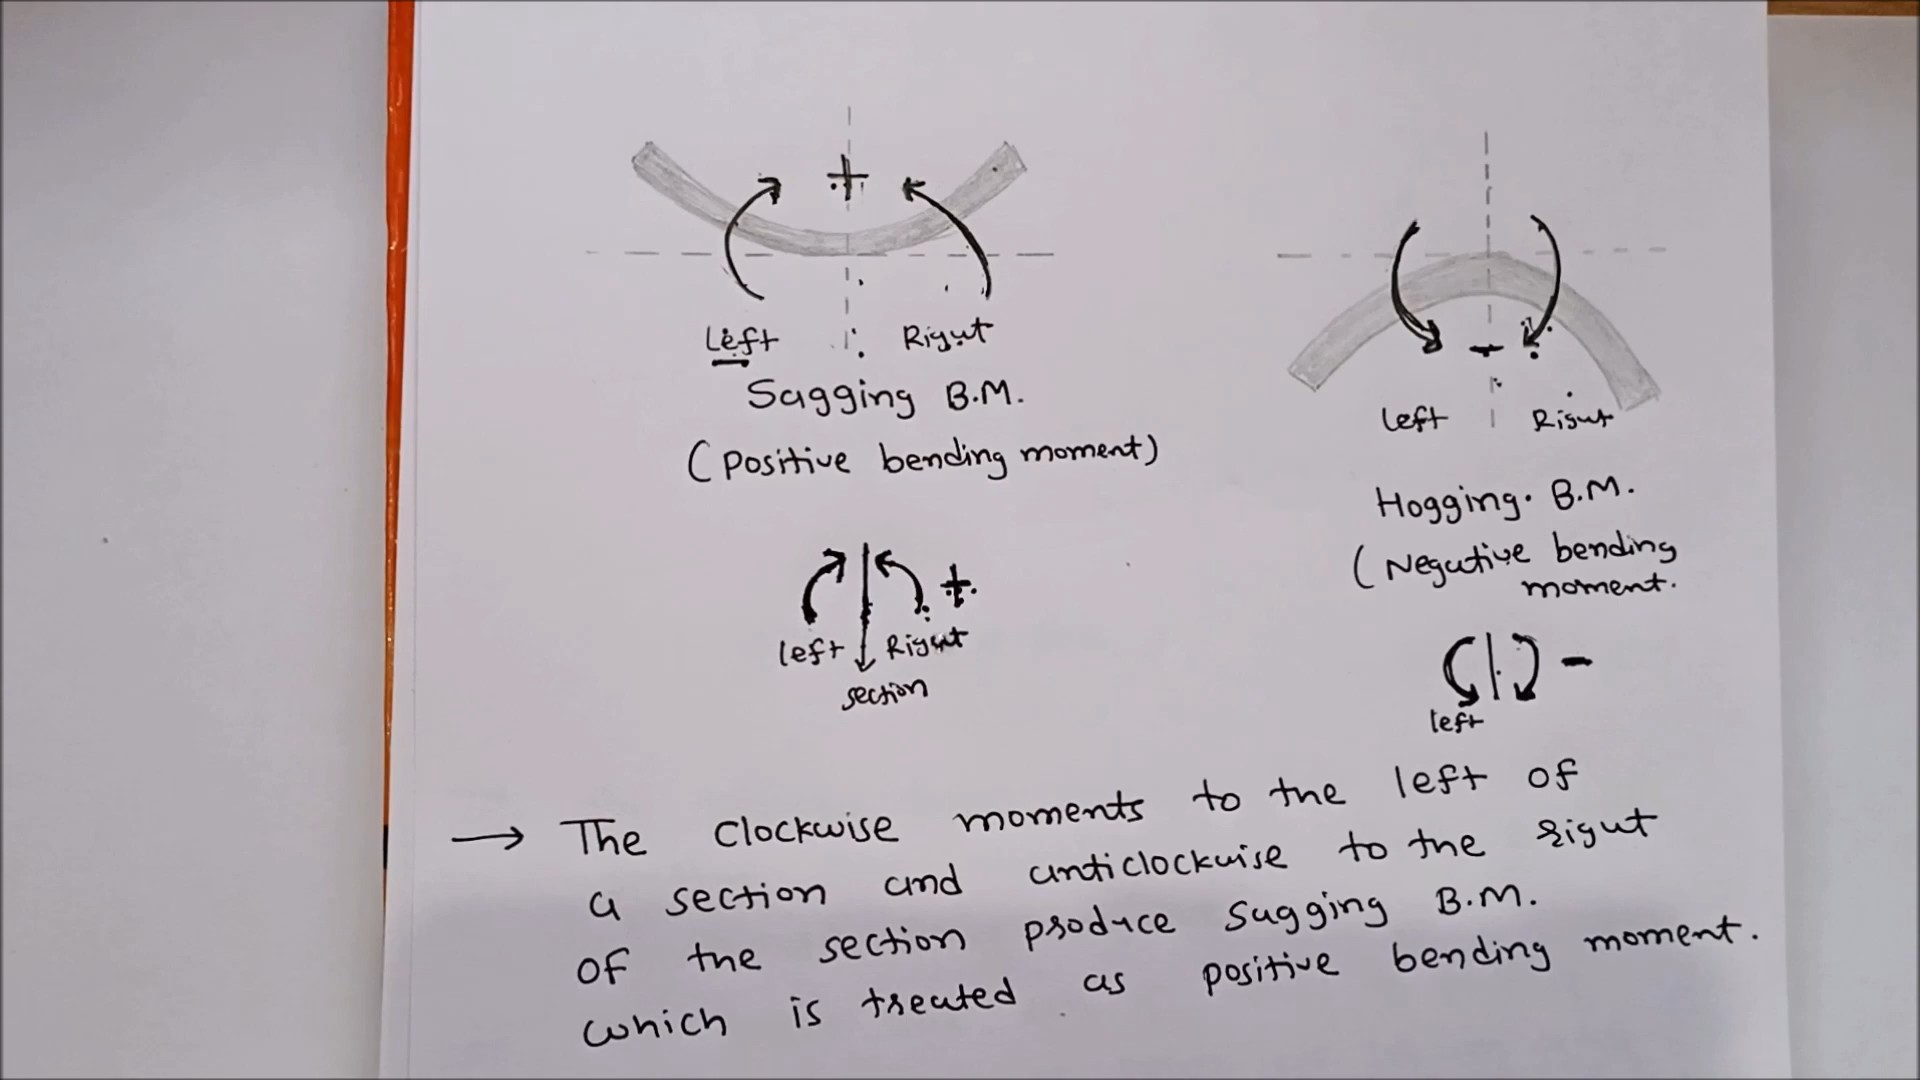 +
Left Right
Sagging B.M.
(Positive bending moment)
+
left Right
section
-
left Right
Hogging. B.M.
(Negative bending
moment.
-
left
→ The Clockwise moments to the left of
a section and anticlockwise to the right
of the section produce sagging B.M.
which is treated as positive bending moment.